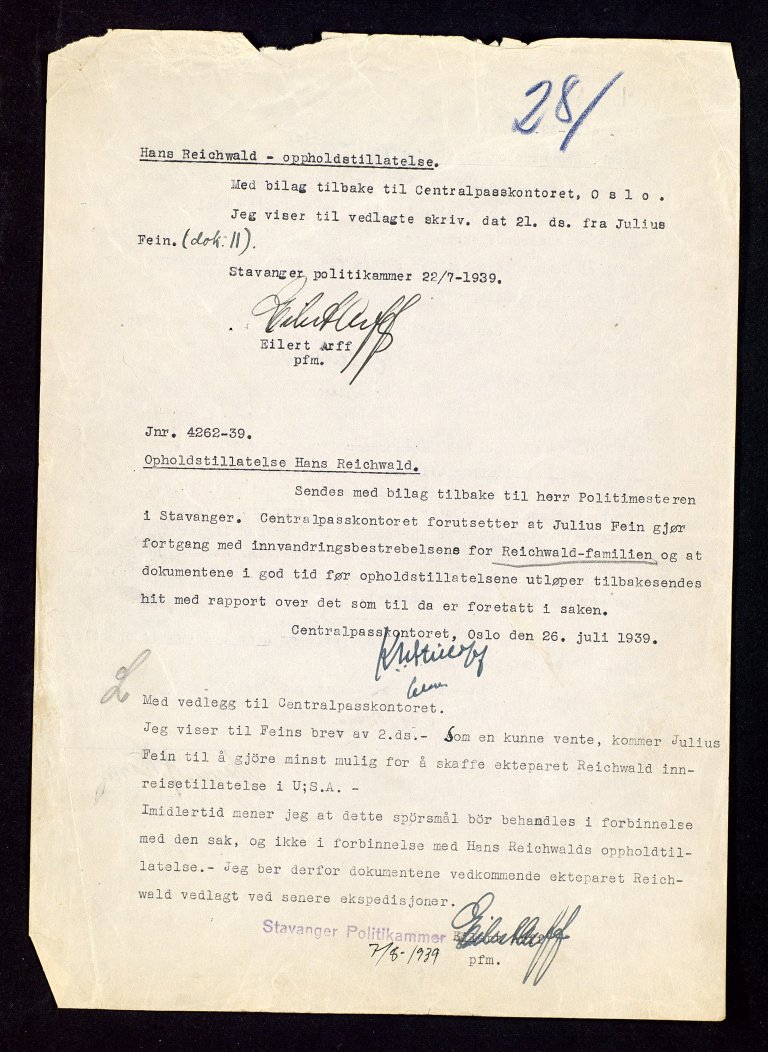 28/
Hans Reichwald - oppholdstillatelse.
Med bilag tilbake til Centralpasskontoret, O s l o .
Jeg viser til vedlagte skriv. dat 21. ds. fra Julius
Fein. (dok. 11).
Stavanger politikammer 22/7-1939.
Eilert Arff
Eilert Arff
pfm.
Jnr. 4262-39.
Opholdstillatelse Hans Reichwald.
Sendes med bilag tilbake til herr Politimesteren
i Stavanger. Centralpasskontoret forutsetter at Julius Fein gjør
fortgang med innvandringsbestrebelsene for Reichwald-familien og at
dokumentene i god tid før opholdstillatelsene utløper tilbakesendes
hit med rapport over det som til da er foretatt i saken.
Centralpasskontoret, Oslo den 26. juli 1939.
Med vedlegg til Centralpasskontoret.
Jeg viser til Feins brev av 2.ds.- Som en kunne vente, kommer Julius
Fein til å gjöre minst mulig for å skaffe ekteparet Reichwald inn-
reisetillatelse i U;S.A. -
Imidlertid mener jeg at dette spörsmål bör behandles i forbinnelse
med den sak, og ikke i forbinnelse med Hans Reichwalds oppholdtil-
latelse.- Jeg ber derfor dokumentene vedkommende ekteparet Reich-
wald vedlagt ved senere ekspedisjoner.
Stavanger Politikammer Eilert Arff
7/8-1939
pfm.